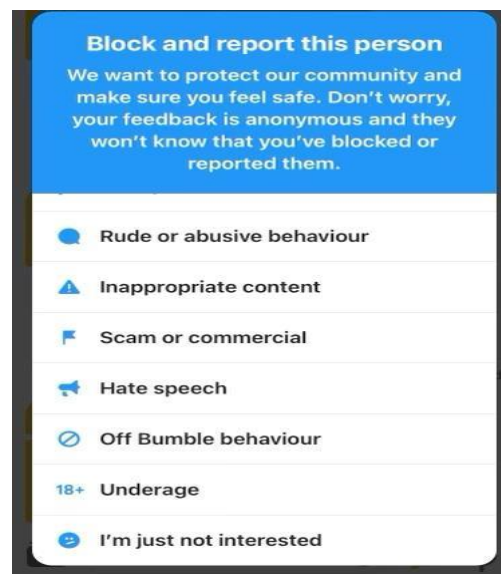 Block and report this person
We want to protect our community and
make sure you feel safe. Don't worry,
your feedback is anonymous and they
won't know that you've blocked or
reported them.
Rude or abusive behaviour
Inappropriate content
Scam or commercial
Hate speech
Off Bumble behaviour
18+ Underage
I'm just not interested